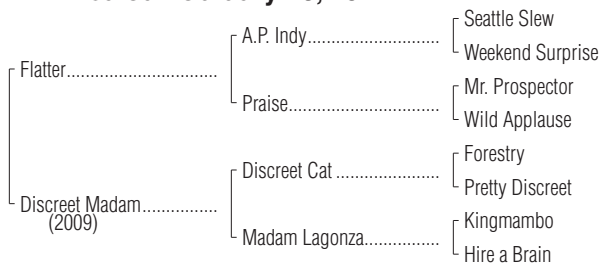 Seattle Slew
A.P. Indy
Weekend Surprise
Flatter
Mr. Prospector
Praise
Wild Applause
Forestry
Discreet Cat
Pretty Discreet
Discreet Madam
(2009)
Kingmambo
Madam Lagonza
Hire a Brain